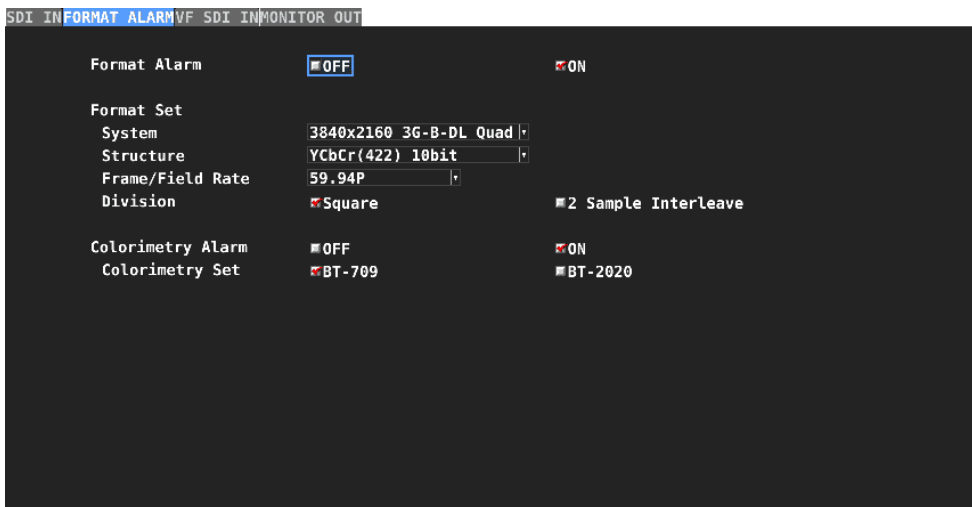 SDI IN FORMAT ALARM VF SDI IN MONITOR OUT
Format Alarm OFF ON
Format Set
System 3840x2160 3G-B-DL Quad
Structure YCbCr(422) 10bit
Frame/Field Rate 59.94P
Division Square 2 Sample Interleave
Colorimetry Alarm OFF ON
Colorimetry Set BT-709 BT-2020